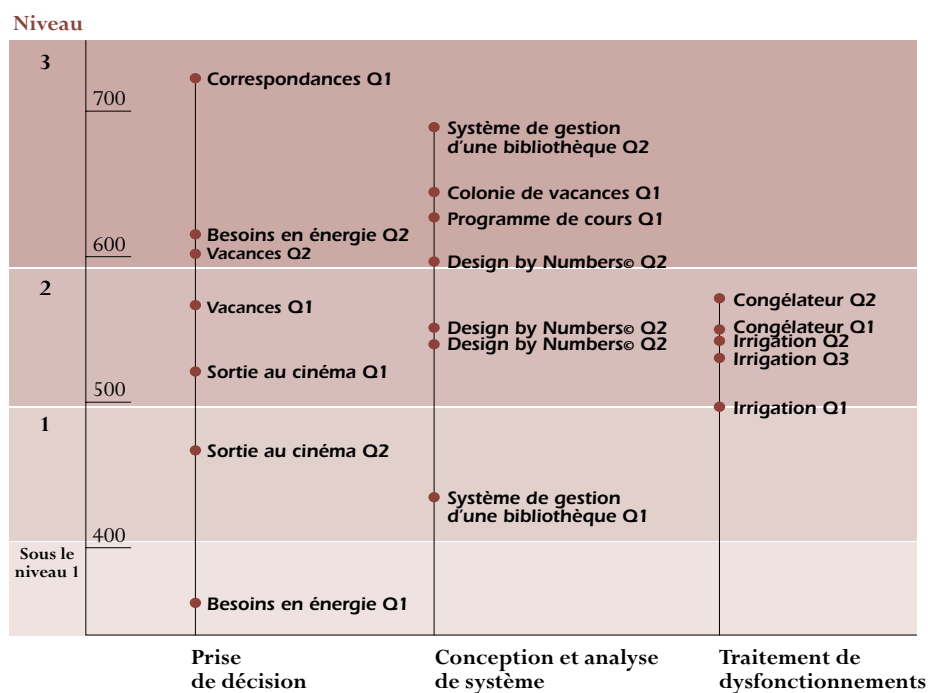 Niveau
3
700
600
2
500
1
400
Sous le
niveau 1
Correspondances Q1
Besoins en énergie Q2
Vacances Q2
Vacances Q1
Sortie au cinéma Q1
Sortie au cinéma Q2
Besoins en énergie Q1
Système de gestion
d'une bibliothèque Q2
Colonie de vacances Q1
Programme de cours Q1
Design by Numbers© Q2
Design by Numbers© Q2
Design by Numbers© Q2
Système de gestion
d'une bibliothèque Q1
Congélateur Q2
Congélateur Q1
Irrigation Q2
Irrigation Q3
Irrigation Q1
Prise
de décision
Conception et analyse
de système
Traitement de
dysfonctionnements